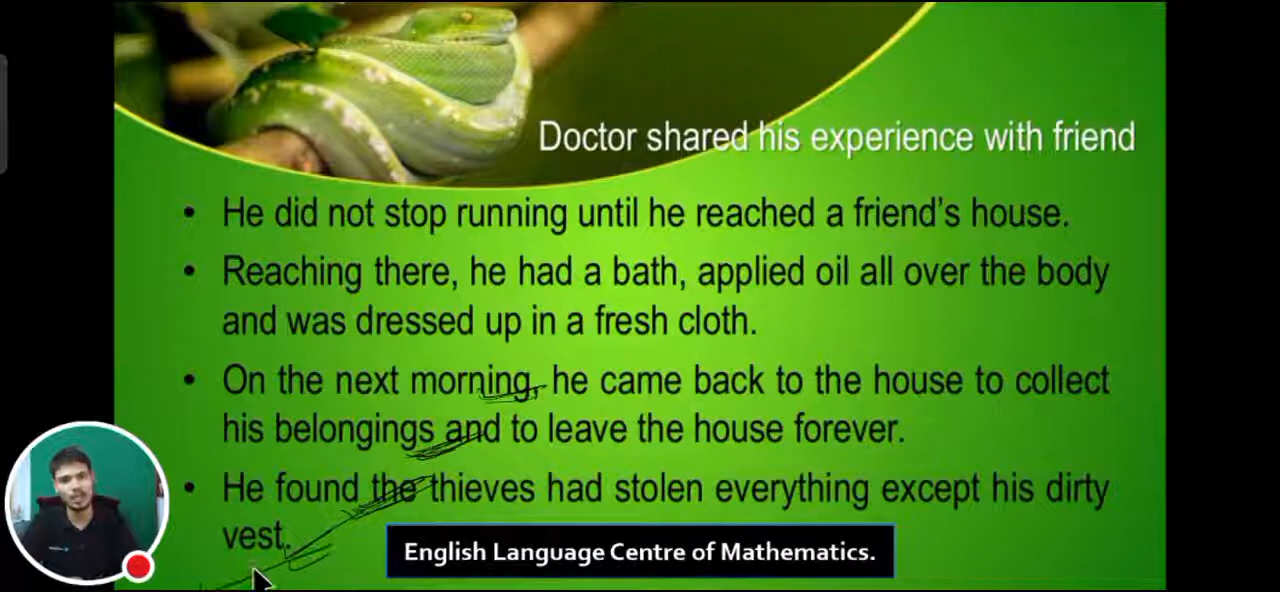 Doctor shared his experience with friend
• He did not stop running until he reached a friend's house.
• Reaching there, he had a bath, applied oil all over the body
and was dressed up in a fresh cloth.
• On the next morning, he came back to the house to collect
his belongings and to leave the house forever.
• He found the thieves had stolen everything except his dirty
vest.
English Language Centre of Mathematics.